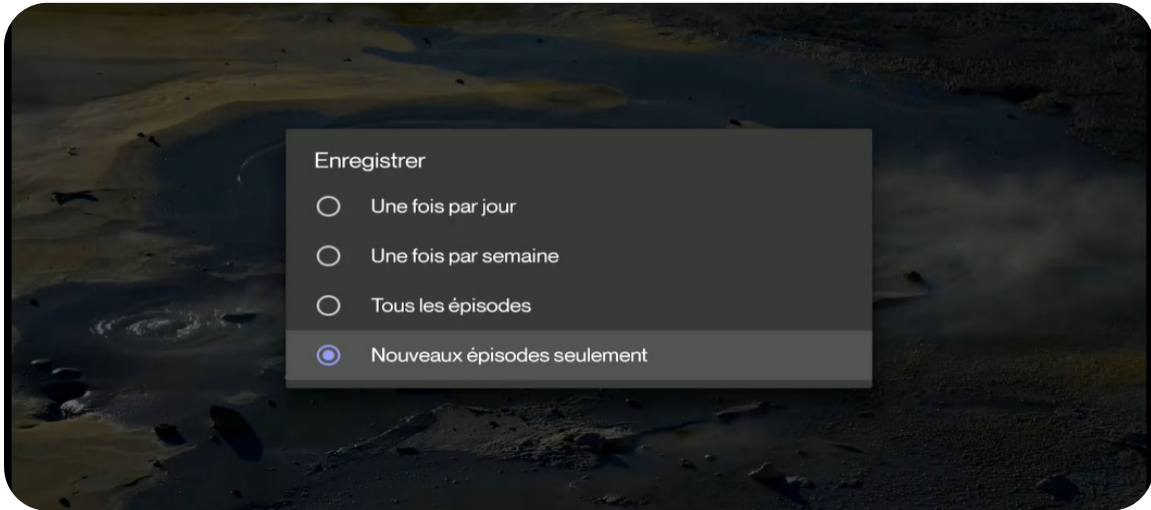 Enregistrer
Une fois par jour
Une fois par semaine
Tous les épisodes
Nouveaux épisodes seulement